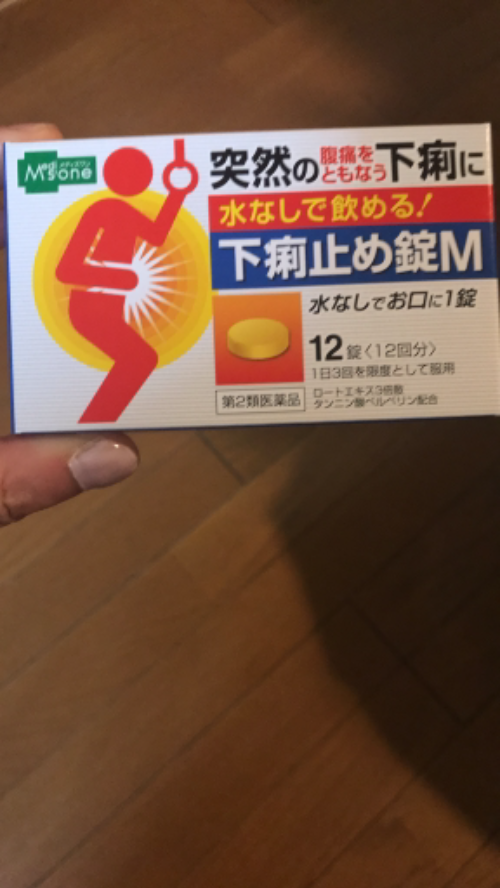 メディズワン
Med'sone
突然の腹痛をともなう下痢に
水なしで飲める!
下痢止め錠M
水なしでお口に1錠
12錠〈12回分〉
1日3回を限度として服用
第2類医薬品
ロートエキス3倍散
タンニン酸ベルベリン配合